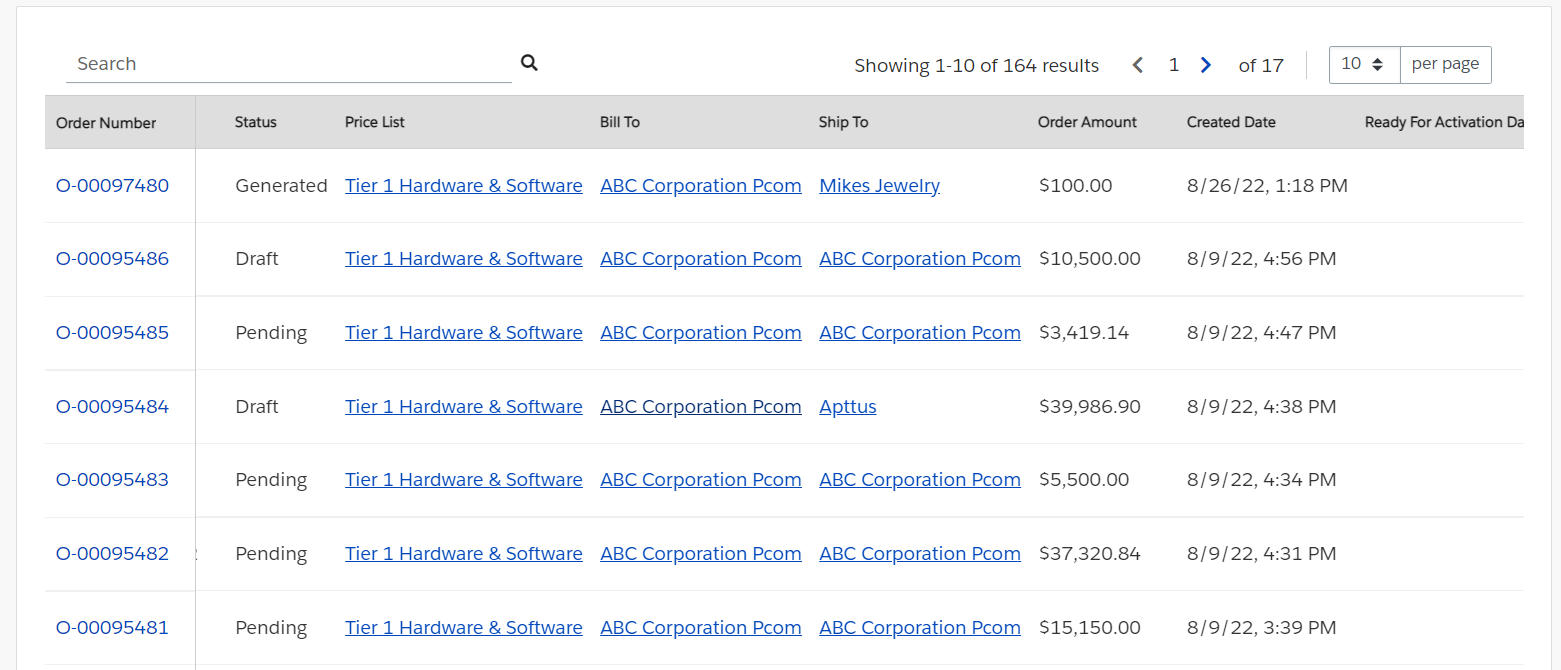 Search
Showing 1-10 of 164 results 1 of 17 10 per page
Order Number Status Price List Bill To Ship To Order Amount Created Date Ready For Activation Da
O-00097480 Generated Tier 1 Hardware & Software ABC Corporation Pcom Mikes Jewelry $100.00 8/26/22, 1:18 PM
O-00095486 Draft Tier 1 Hardware & Software ABC Corporation Pcom ABC Corporation Pcom $10,500.00 8/9/22, 4:56 PM
O-00095485 Pending Tier 1 Hardware & Software ABC Corporation Pcom ABC Corporation Pcom $3,419.14 8/9/22, 4:47 PM
O-00095484 Draft Tier 1 Hardware & Software ABC Corporation Pcom Apttus $39,986.90 8/9/22, 4:38 PM
O-00095483 Pending Tier 1 Hardware & Software ABC Corporation Pcom ABC Corporation Pcom $5,500.00 8/9/22, 4:34 PM
O-00095482 Pending Tier 1 Hardware & Software ABC Corporation Pcom ABC Corporation Pcom $37,320.84 8/9/22, 4:31 PM
O-00095481 Pending Tier 1 Hardware & Software ABC Corporation Pcom ABC Corporation Pcom $15,150.00 8/9/22, 3:39 PM